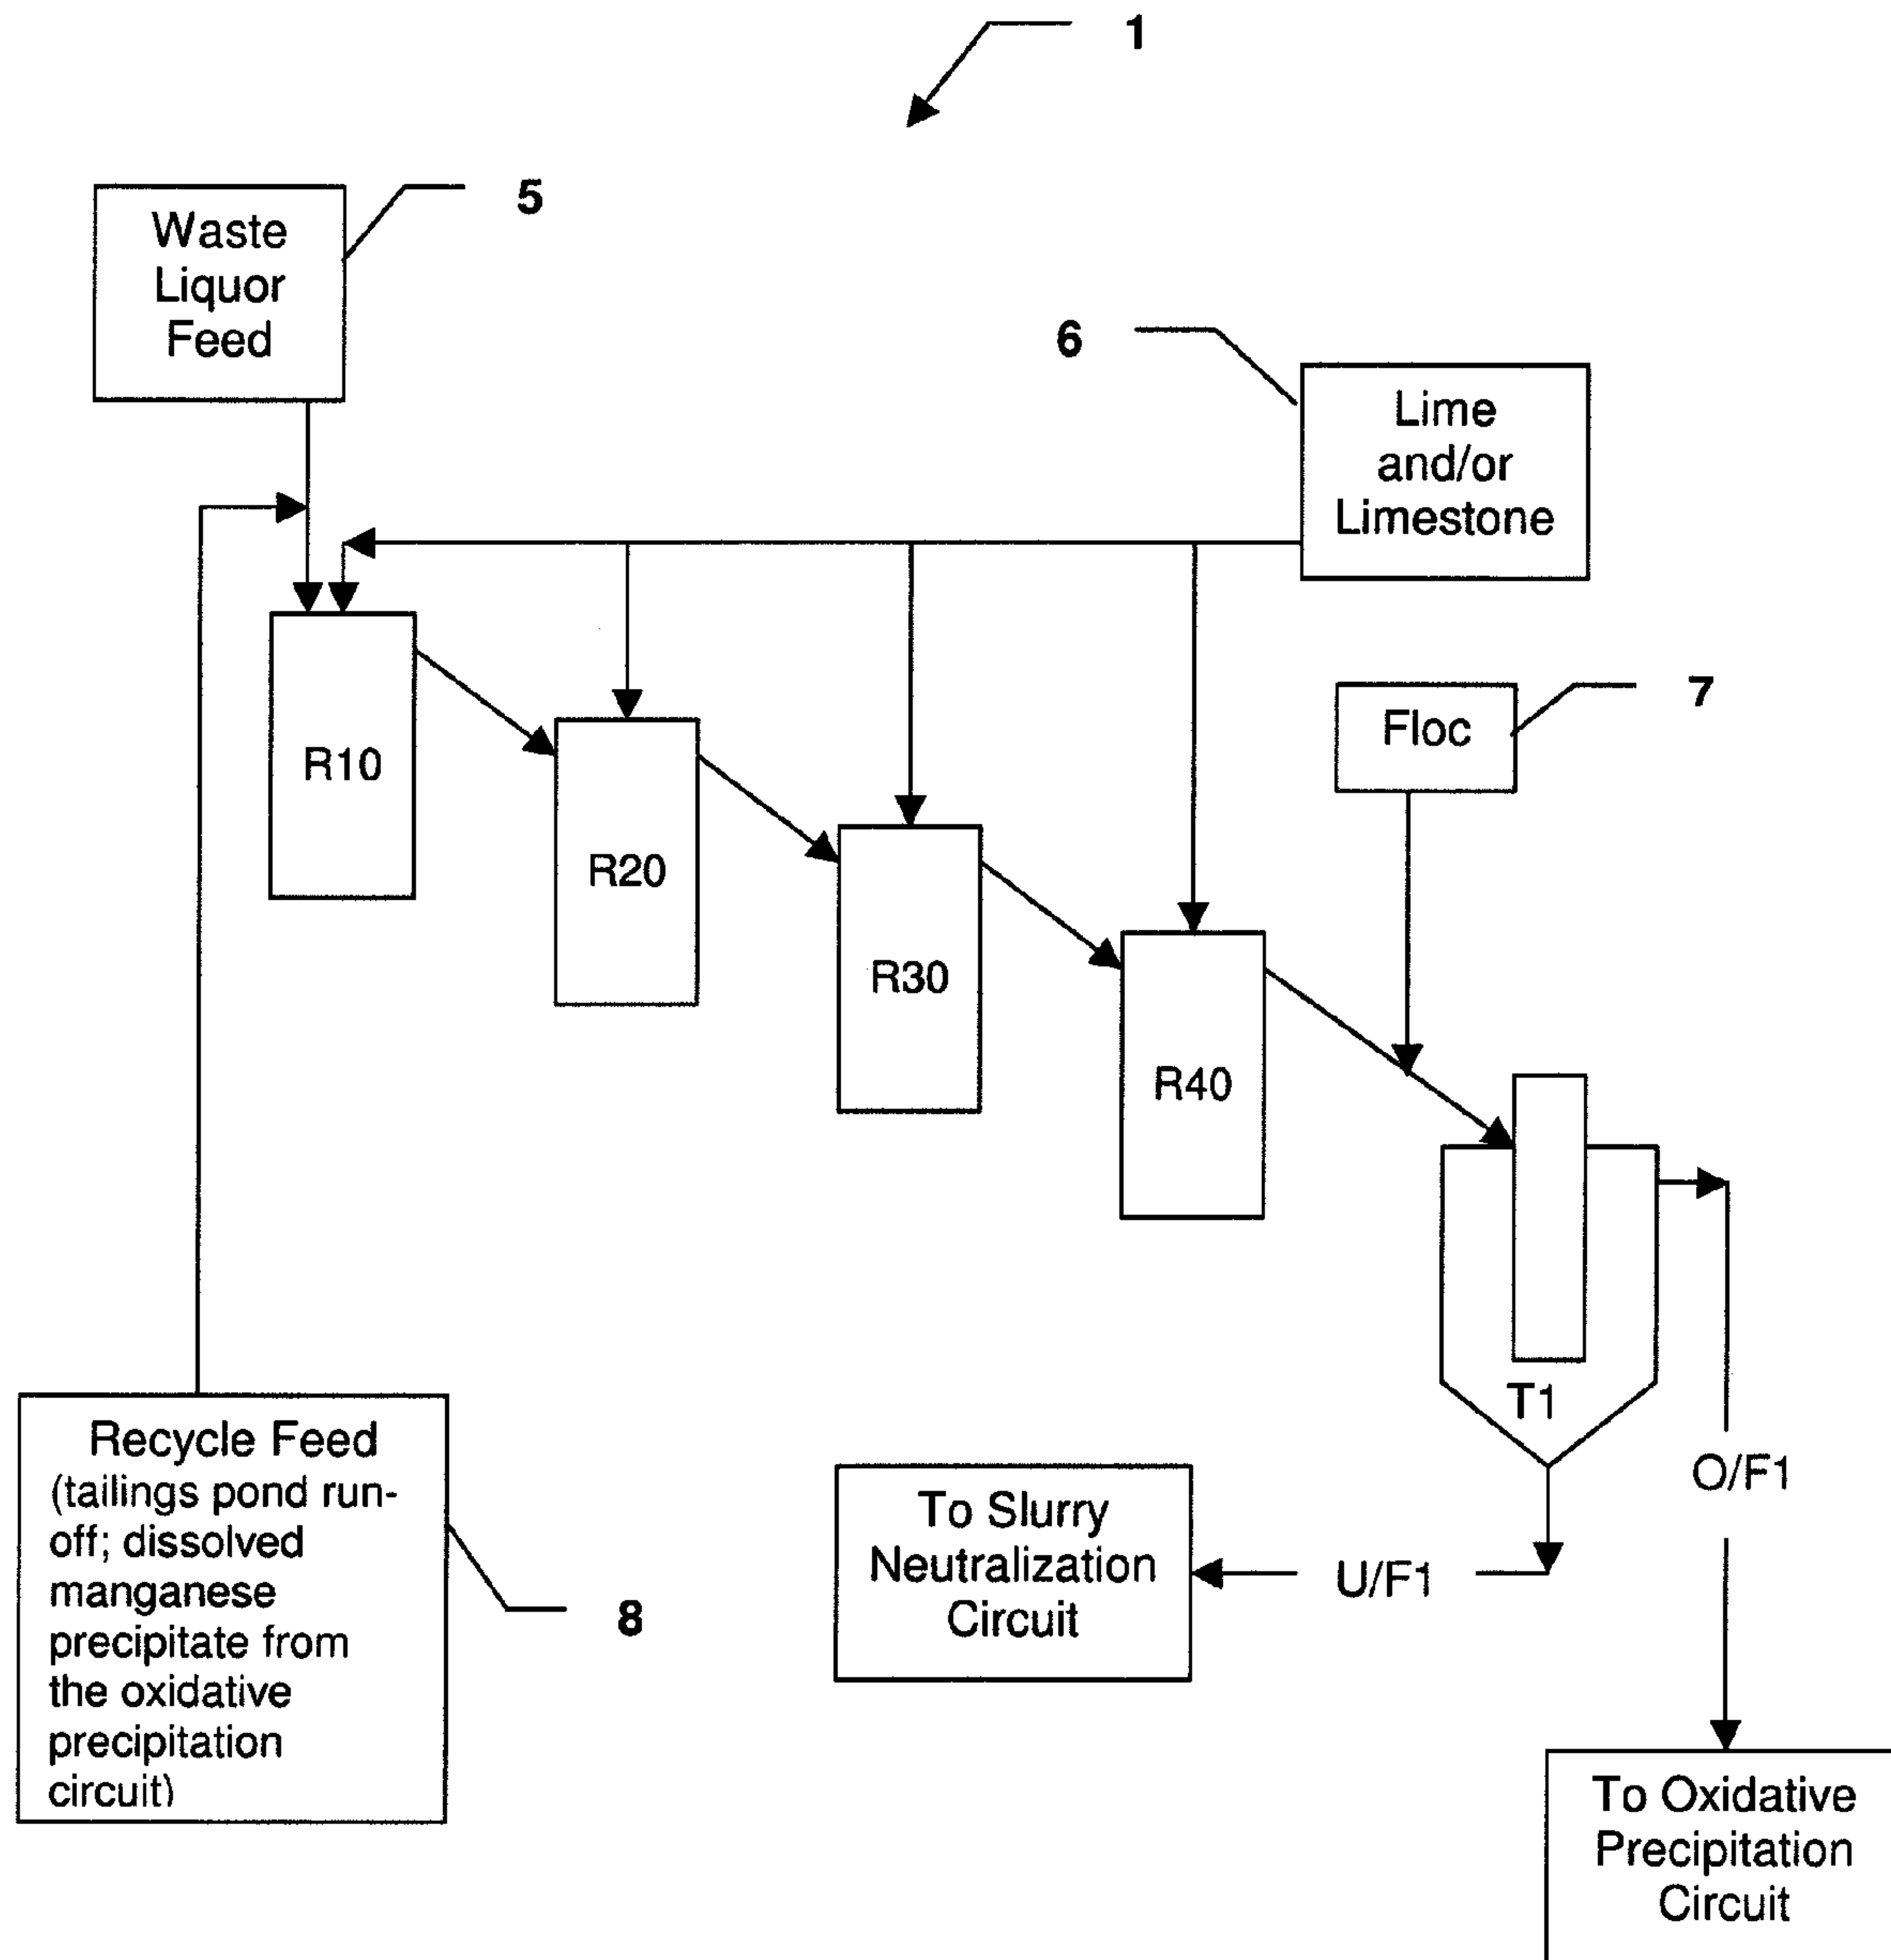 1
5
Waste
Liquor
Feed
6
Lime
and/or
Limestone
7
Floc
R10
R20
R30
R40
T1
O/F1
U/F1
Recycle Feed
(tailings pond run-
off; dissolved
manganese
precipitate from
the oxidative
precipitation
circuit)
8
To Slurry
Neutralization
Circuit
To Oxidative
Precipitation
Circuit